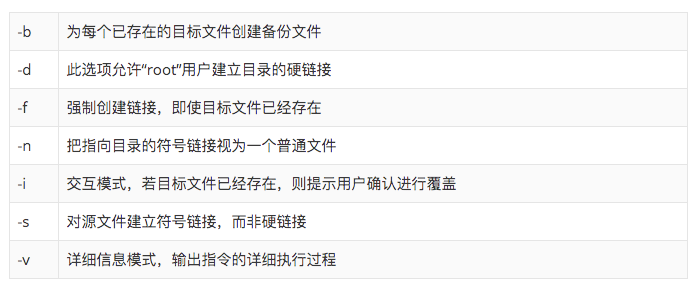 -b 为每个已存在的目标文件创建备份文件
-d 此选项允许“root”用户建立目录的硬链接
-f 强制创建链接，即使目标文件已经存在
-n 把指向目录的符号链接视为一个普通文件
-i 交互模式，若目标文件已经存在，则提示用户确认进行覆盖
-s 对源文件建立符号链接，而非硬链接
-v 详细信息模式，输出指令的详细执行过程